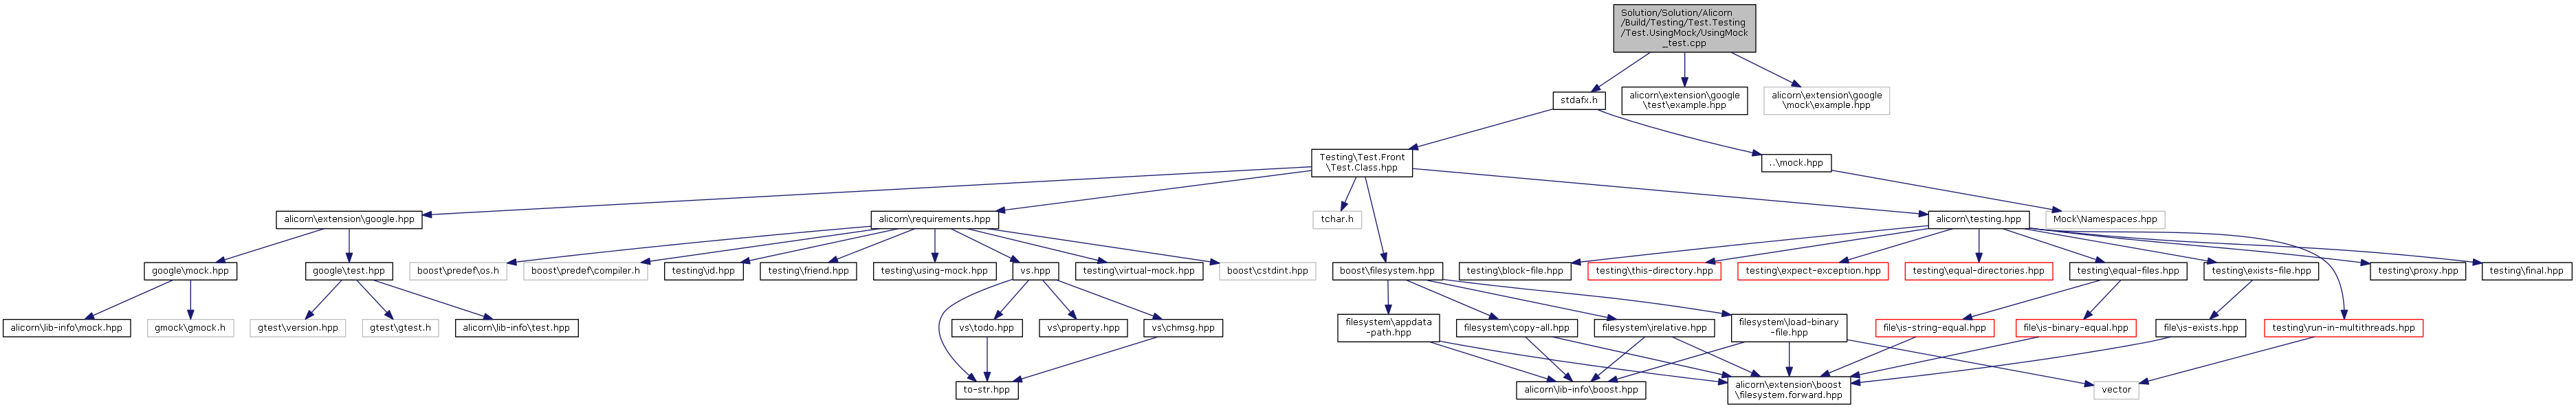 Solution/Solution/Alicorn
/Build/Testing/Test.Testing
/Test.UsingMock/UsingMock
_test.cpp
stdafx.h
alicorn\extension\google
\test\example.hpp
alicorn\extension\google
\mock\example.hpp
Testing\Test.Front
\Test.Class.hpp
..\mock.hpp
alicorn\extension\google.hpp
alicorn\requirements.hpp
tchar.h
alicorn\testing.hpp
Mock\Namespaces.hpp
google\mock.hpp
google\test.hpp
boost\predef\os.h
boost\predef\compiler.h
testing\id.hpp
testing\friend.hpp
testing\using-mock.hpp
vs.hpp
testing\virtual-mock.hpp
boost\cstdint.hpp
boost\filesystem.hpp
testing\block-file.hpp
testing\this-directory.hpp
testing\expect-exception.hpp
testing\equal-directories.hpp
testing\equal-files.hpp
testing\exists-file.hpp
testing\proxy.hpp
testing\final.hpp
alicorn\lib-info\mock.hpp
gmock\gmock.h
gtest\version.hpp
gtest\gtest.h
alicorn\lib-info\test.hpp
vs\todo.hpp
vs\property.hpp
vs\chmsg.hpp
filesystem\appdata
-path.hpp
filesystem\copy-all.hpp
filesystem\relative.hpp
filesystem\load-binary
-file.hpp
file\is-string-equal.hpp
file\is-binary-equal.hpp
file\is-exists.hpp
testing\run-in-multithreads.hpp
to-str.hpp
alicorn\lib-info\boost.hpp
alicorn\extension\boost
\filesystem.forward.hpp
vector